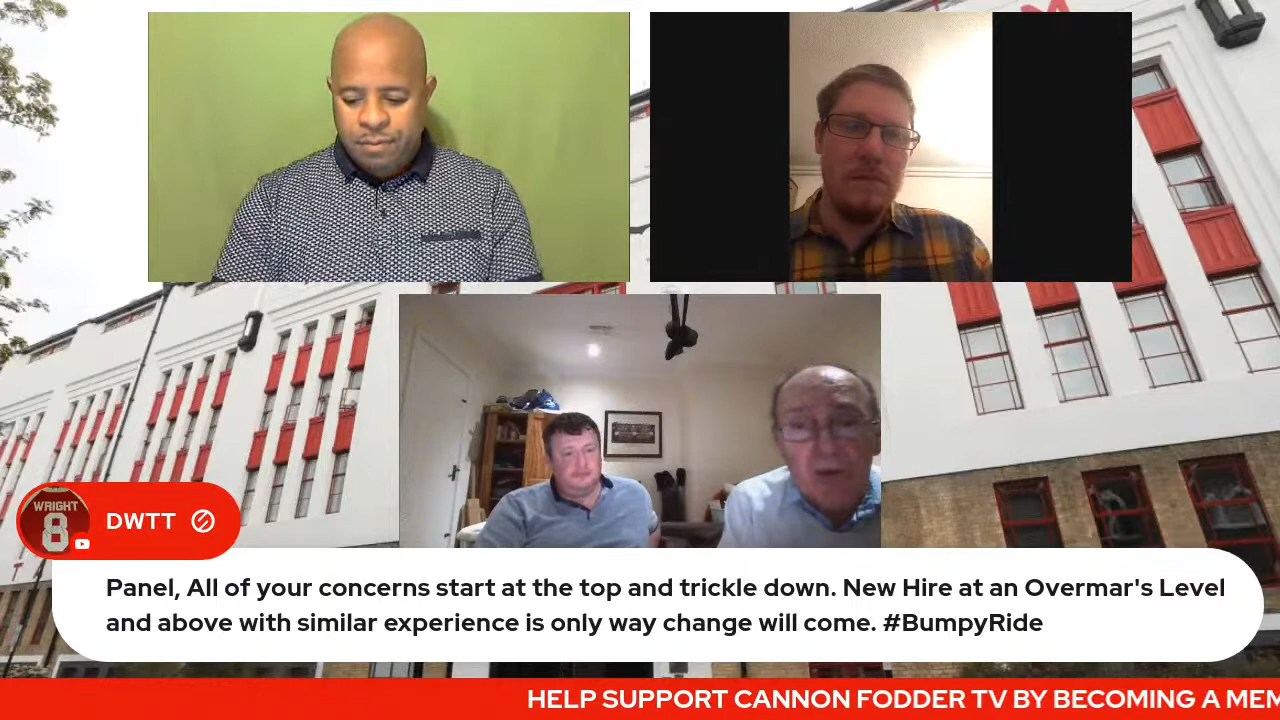 WRIGHT
8
DWTT
Panel, All of your concerns start at the top and trickle down. New Hire at an Overmar's Level
and above with similar experience is only way change will come. #BumpyRide
HELP SUPPORT CANNON FODDER TV BY BECOMING A MEM